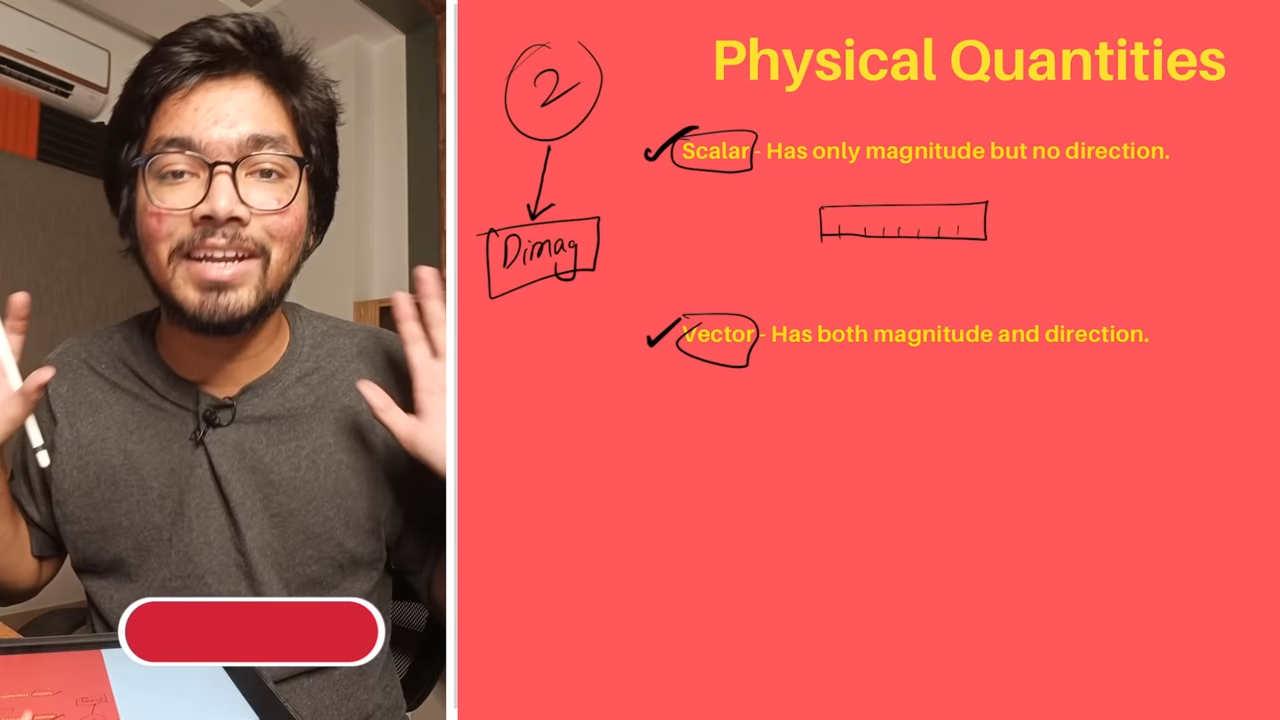 Physical Quantities
2
Scalar - Has only magnitude but no direction.
Dimag
Vector - Has both magnitude and direction.